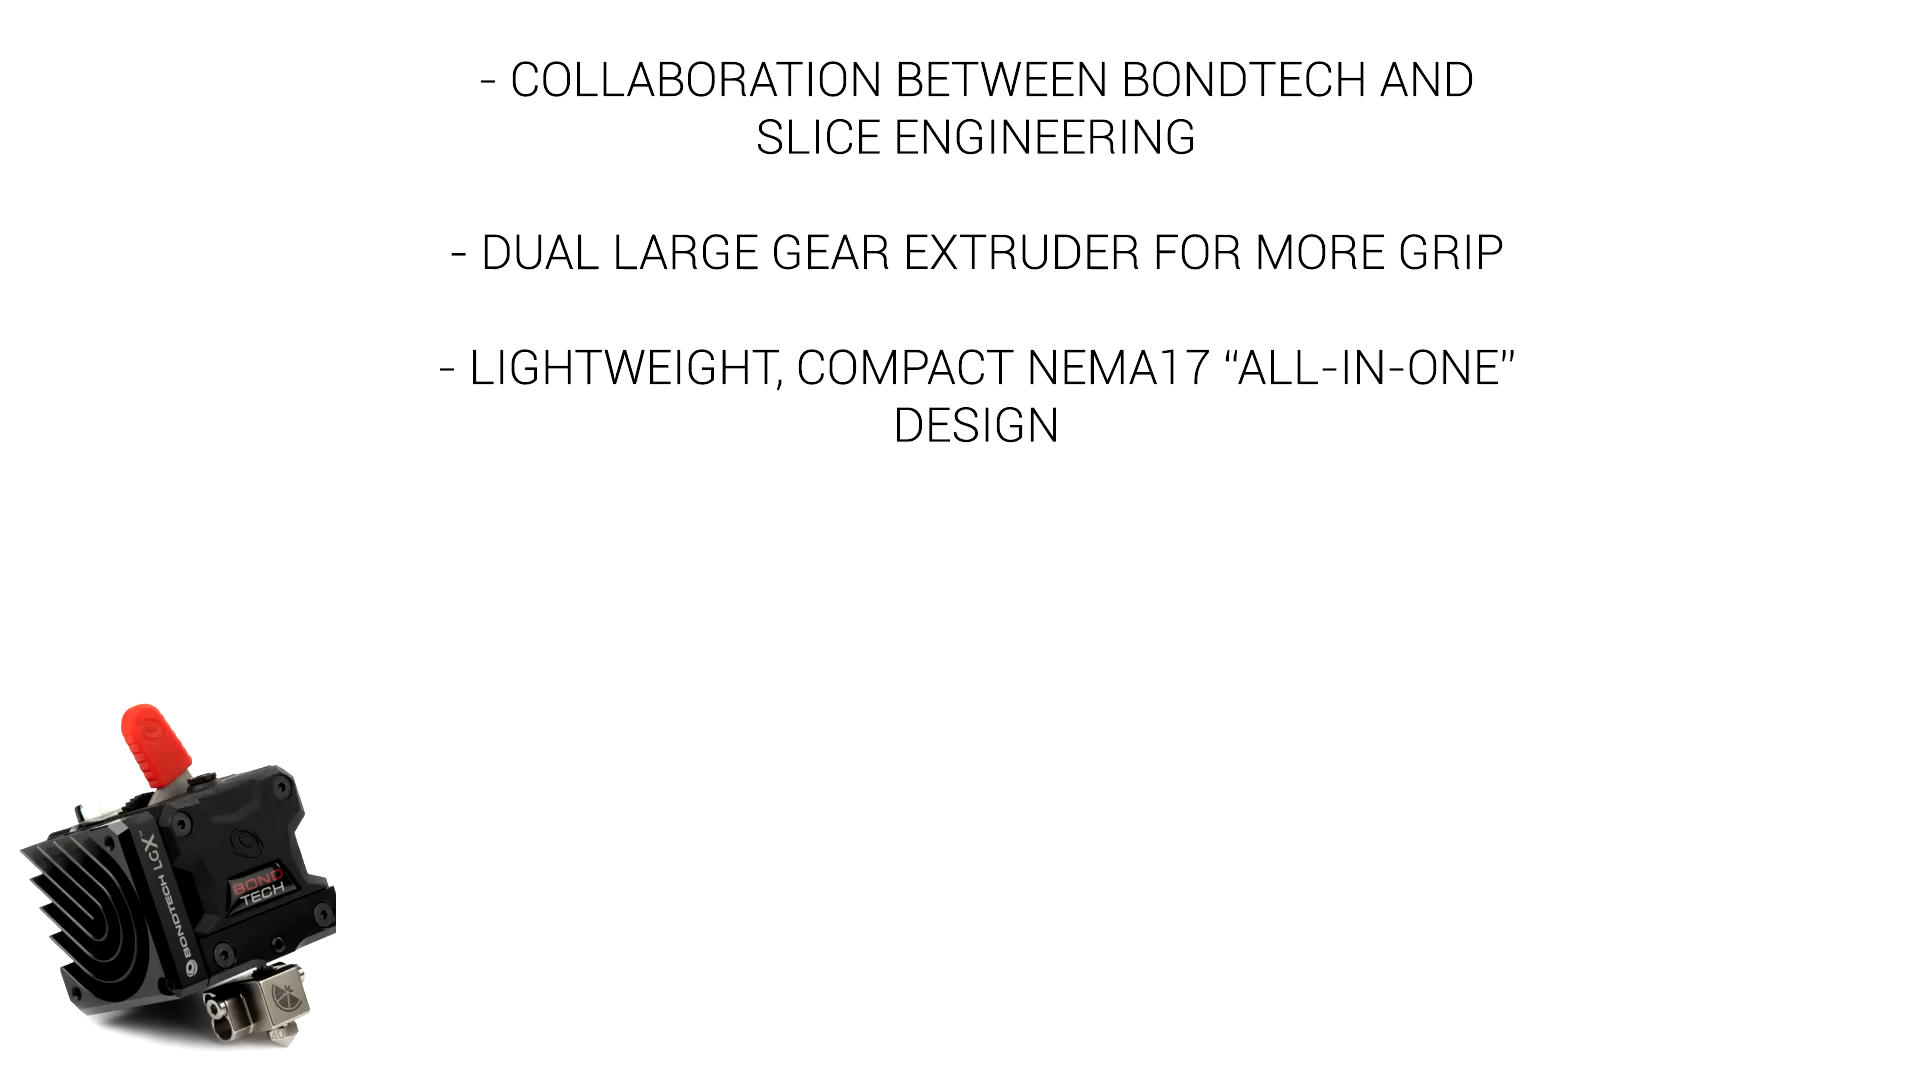 - COLLABORATION BETWEEN BONDTECH AND
SLICE ENGINEERING
- DUAL LARGE GEAR EXTRUDER FOR MORE GRIP
- LIGHTWEIGHT, COMPACT NEMA17 “ALL-IN-ONE”
DESIGN
BONDTECH LGX™
BOND
TECH